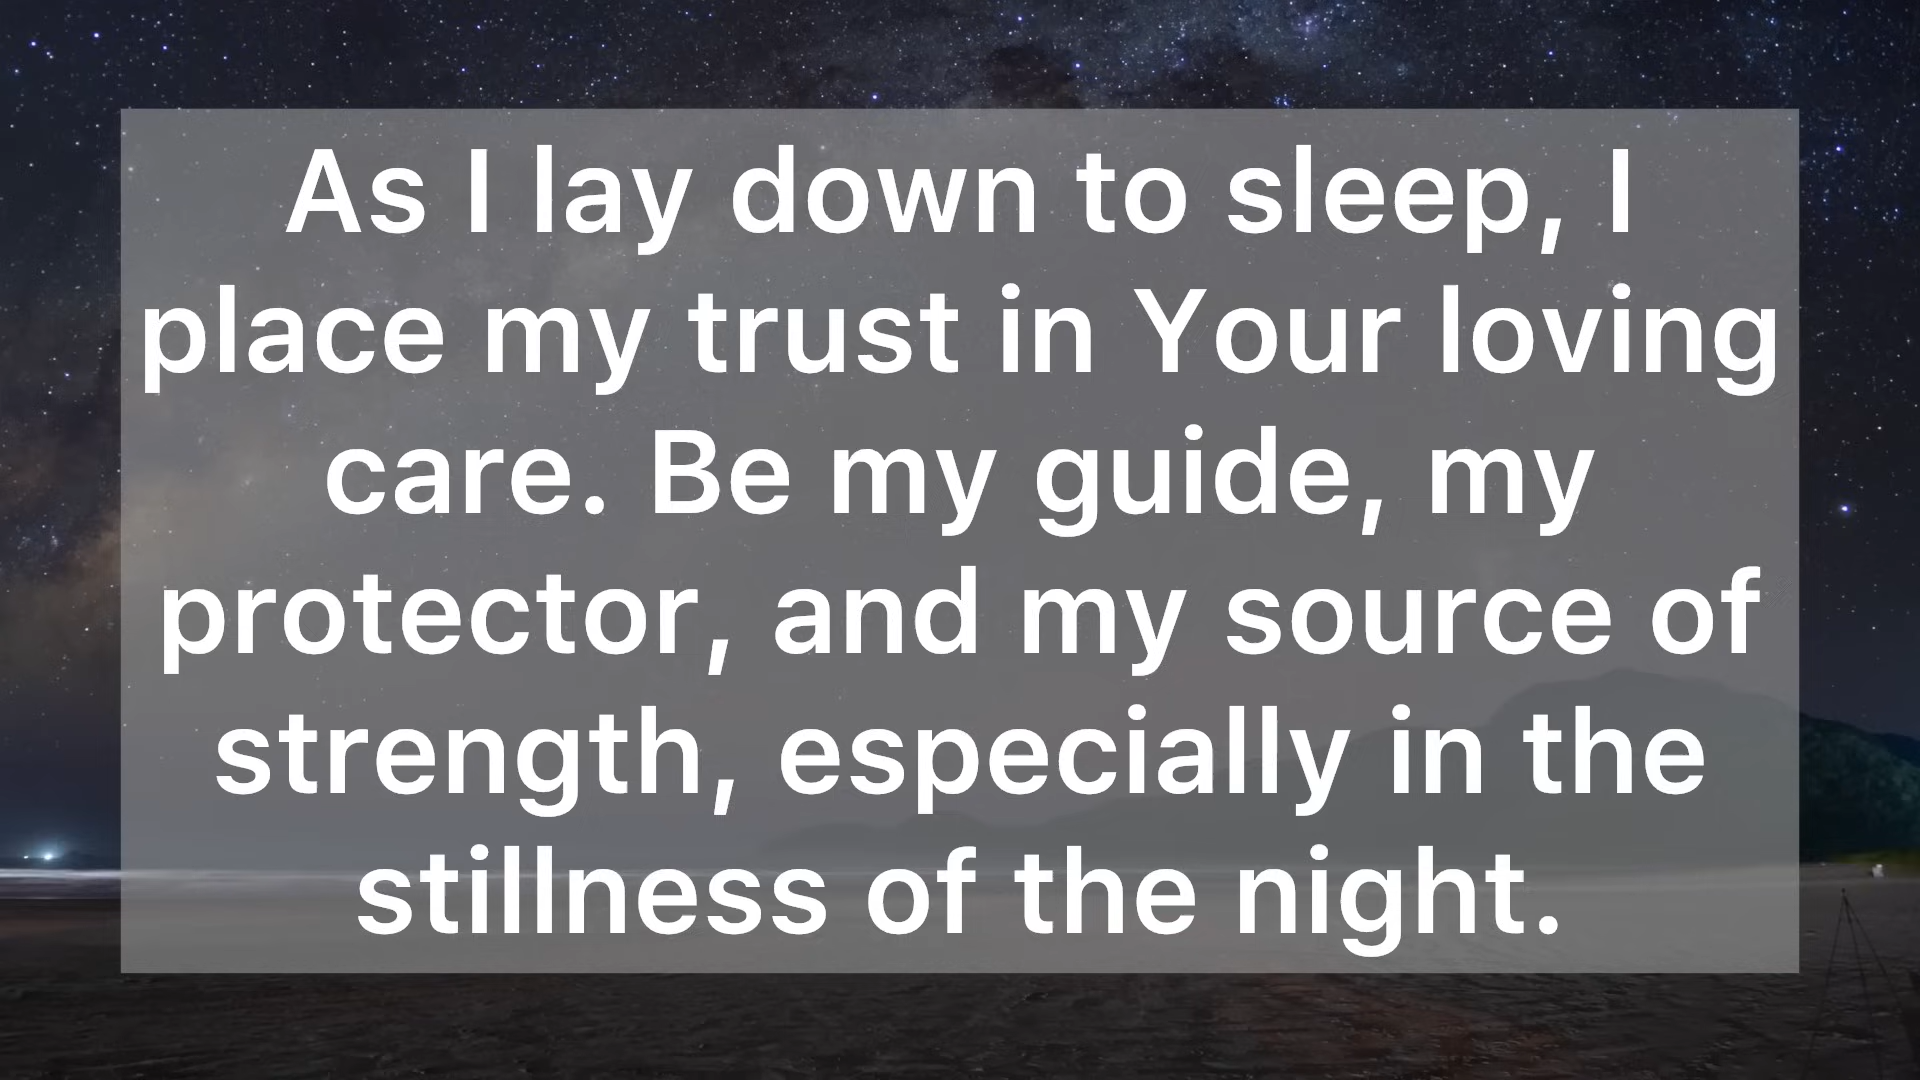 As I lay down to sleep, I
place my trust in Your loving
care. Be my guide, my
protector, and my source of
strength, especially in the
stillness of the night.